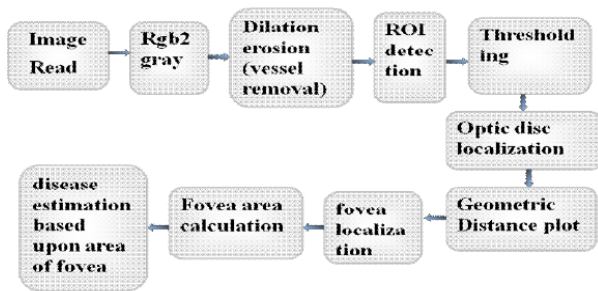 Image
Read
Rgb2
gray
Dilation
erosion
(vessel
removal)
ROI
detec
tion
Threshold
ing
Optic disc
localization
Geometric
Distance plot
fovea
localiza
tion
Fovea area
calculation
disease
estimation
based
upon area
of fovea